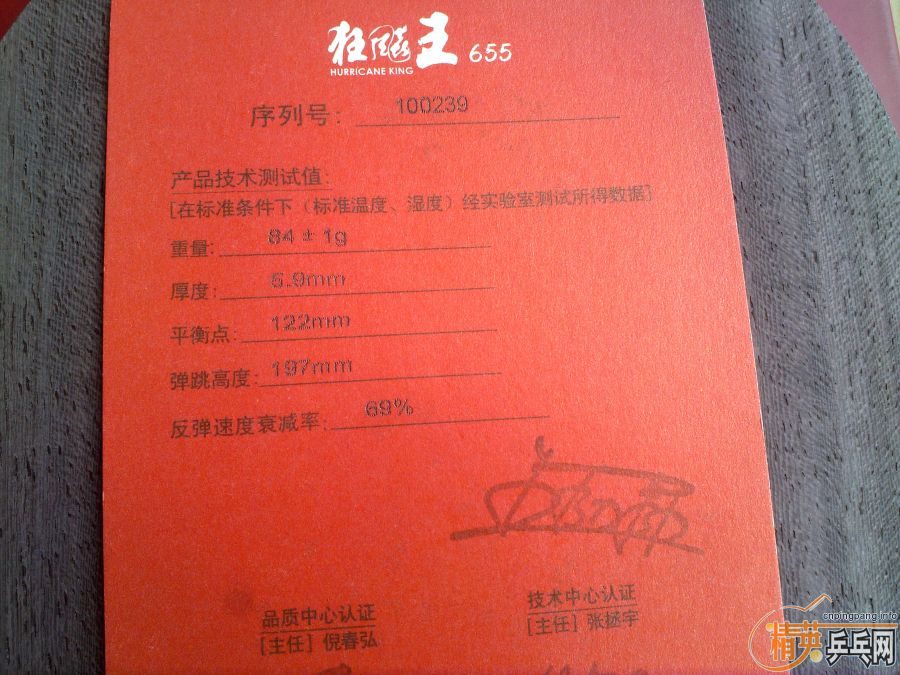 狂飚王 655
HURRICANE KING
序列号: 100239
产品技术测试值:
[在标准条件下（标准温度、湿度）经实验室测试所得数据]
重量: 84 ± 1g
厚度: 5.9mm
平衡点: 122mm
弹跳高度: 197mm
反弹速度衰减率: 69%
品质中心认证
[主任] 倪春弘
技术中心认证
[主任] 张拯宇
cnpingpang.info
精英乒乓网